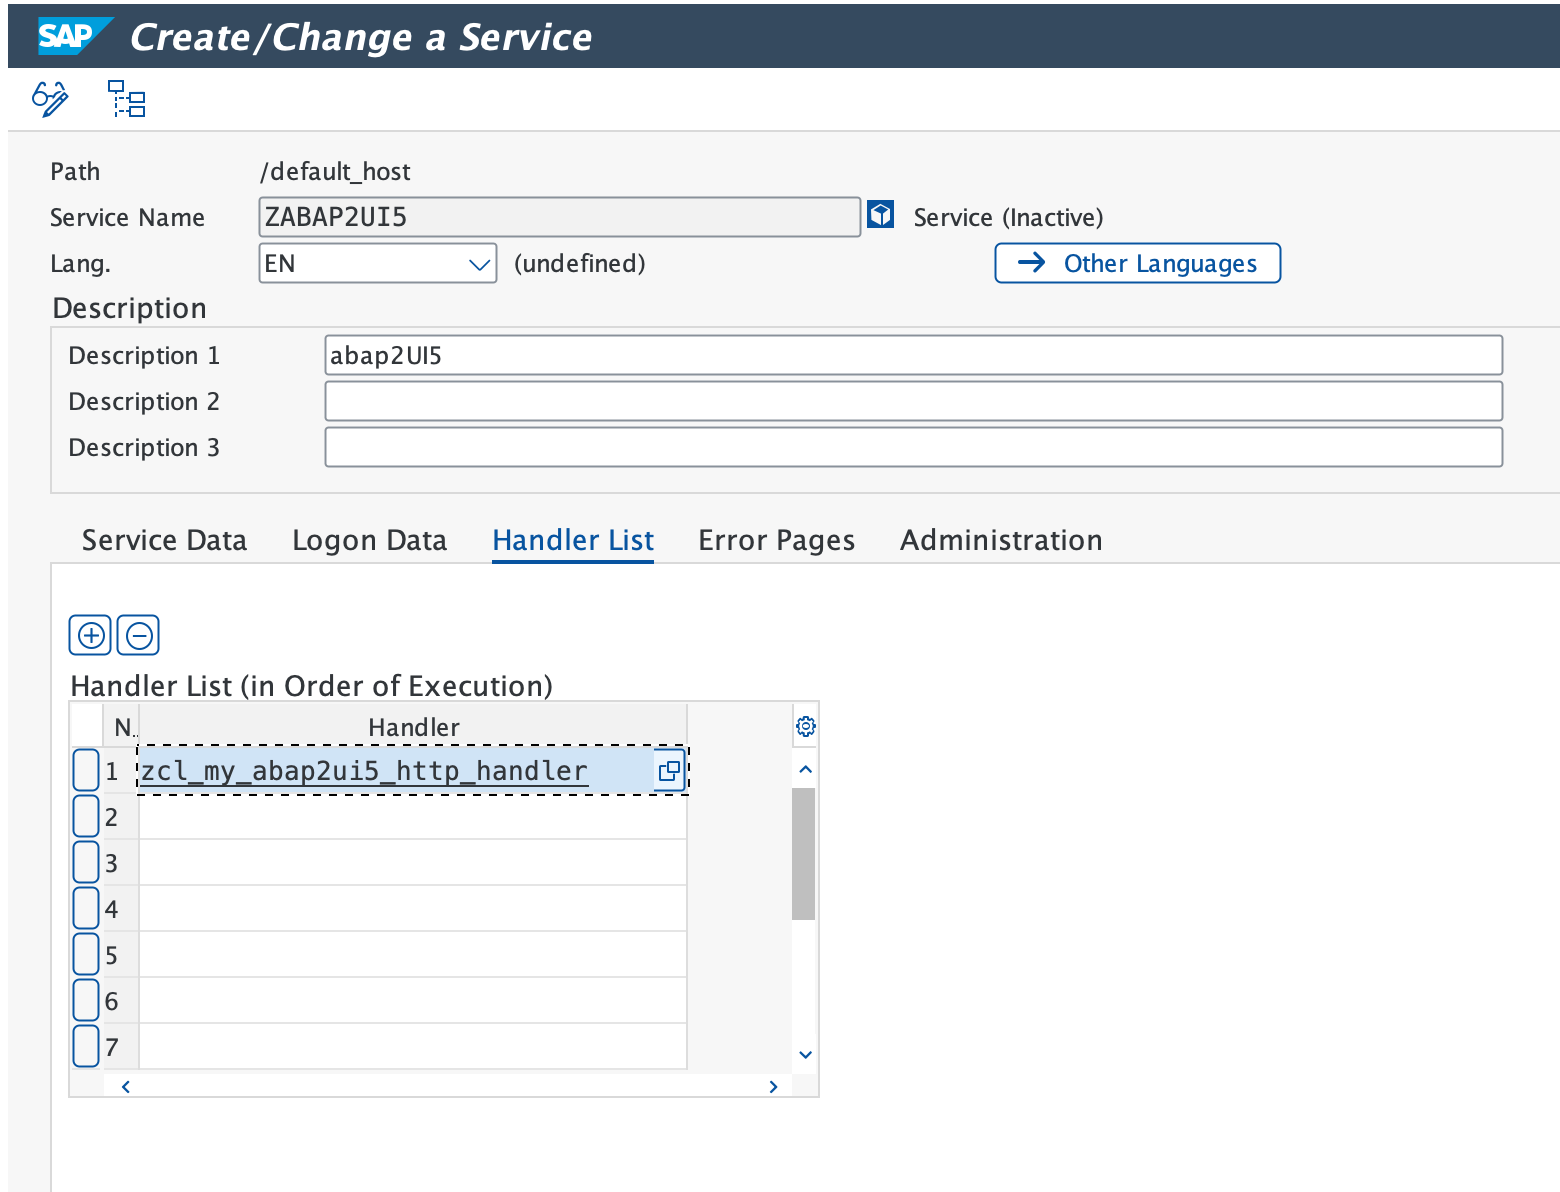 SAP Create/Change a Service
Path /default_host
Service Name ZABAP2UI5 Service (Inactive)
Lang. EN (undefined) Other Languages
Description
Description 1 abap2UI5
Description 2
Description 3
Service Data Logon Data Handler List Error Pages Administration
Handler List (in Order of Execution)
N.. Handler
1 zcl_my_abap2ui5_http_handler
2
3
4
5
6
7